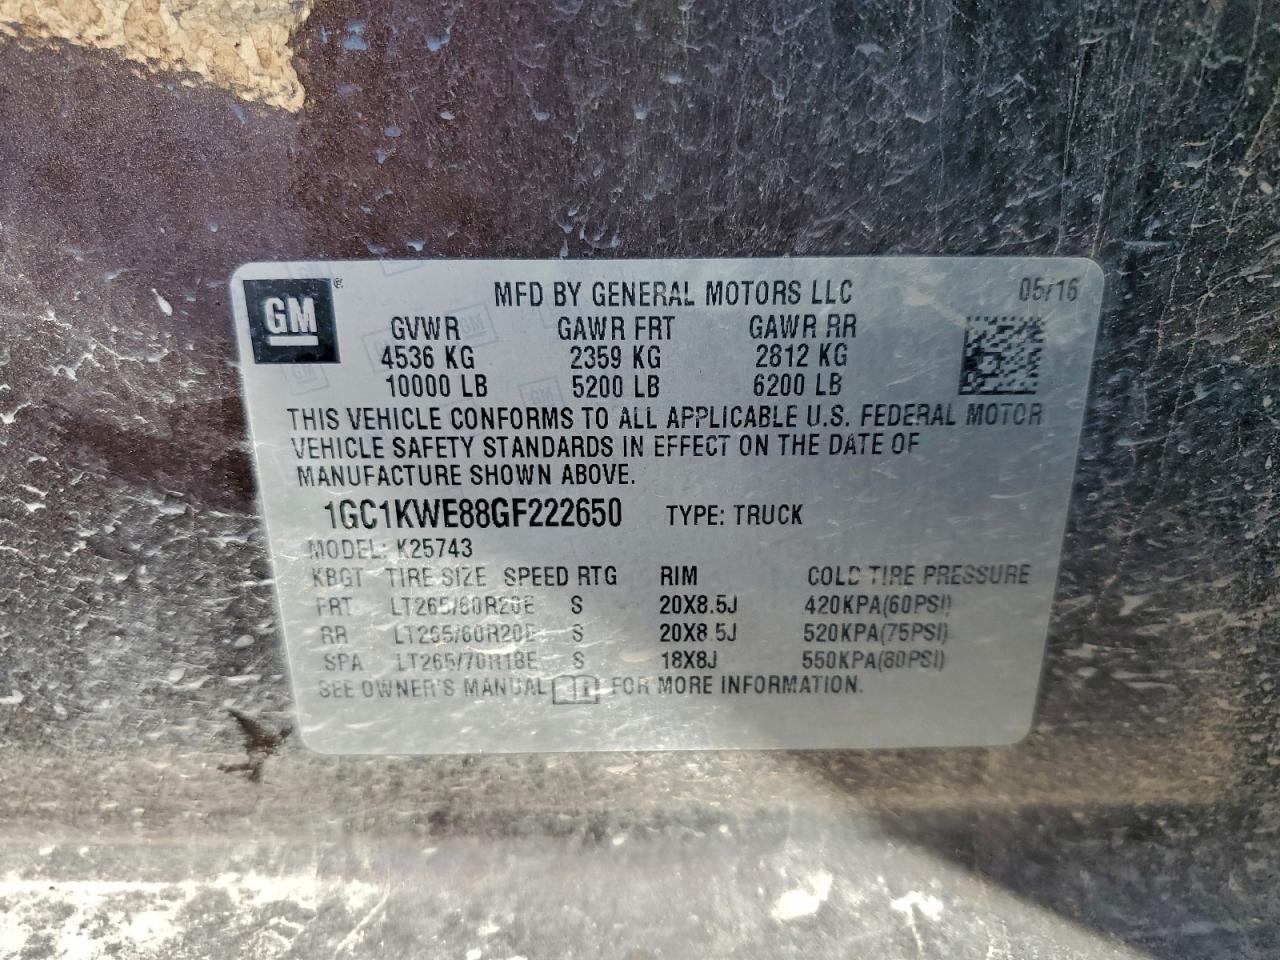 GM ® MFD BY GENERAL MOTORS LLC 05/16
GVWR GAWR FRT GAWR RR
4536 KG 2359 KG 2812 KG
10000 LB 5200 LB 6200 LB
THIS VEHICLE CONFORMS TO ALL APPLICABLE U.S. FEDERAL MOTOR
VEHICLE SAFETY STANDARDS IN EFFECT ON THE DATE OF
MANUFACTURE SHOWN ABOVE.
1GC1KWE88GF222650 TYPE: TRUCK
MODEL: K25743
KBGT TIRE SIZE SPEED RTG RIM COLD TIRE PRESSURE
FRT LT265/60R20E S 20X8.5J 420KPA(60PSI)
RR LT265/60R20E S 20X8.5J 520KPA(75PSI)
SPA LT265/70R18E S 18X8J 550KPA(80PSI)
SEE OWNER'S MANUAL FOR MORE INFORMATION.